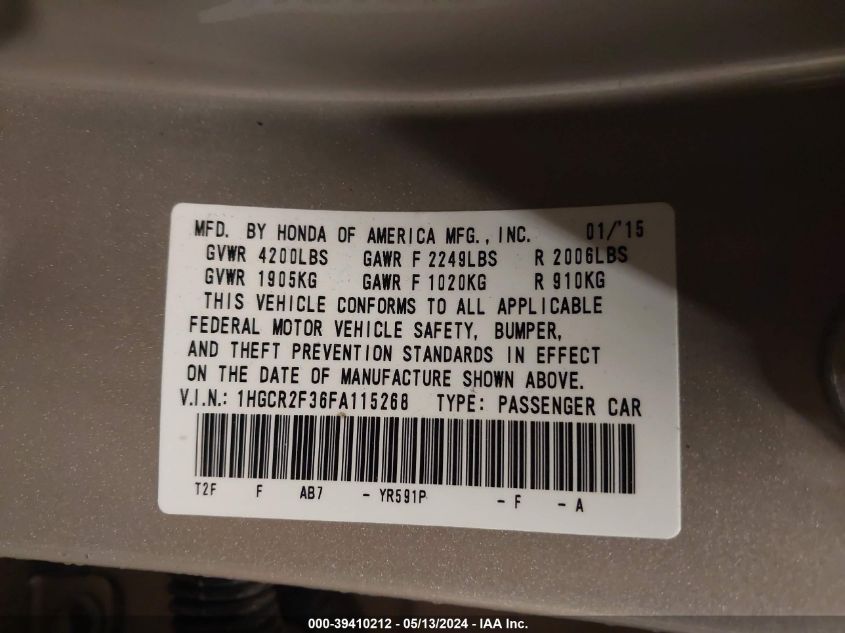 MFD. BY HONDA OF AMERICA MFG., INC. 01/'15
GVWR 4200LBS GAWR F 2249LBS R 2006LBS
GVWR 1905KG GAWR F 1020KG R 910KG
THIS VEHICLE CONFORMS TO ALL APPLICABLE
FEDERAL MOTOR VEHICLE SAFETY, BUMPER,
AND THEFT PREVENTION STANDARDS IN EFFECT
ON THE DATE OF MANUFACTURE SHOWN ABOVE.
V.I.N.: 1HGCR2F36FA115268 TYPE: PASSENGER CAR
T2F F AB7 - YR591P - F - A
000-39410212 - 05/13/2024 - IAA Inc.